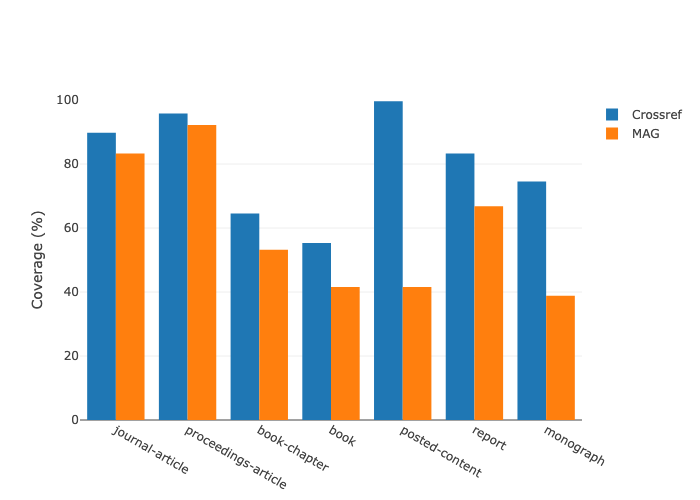 100
80
60
40
20
0
Coverage (%)
journal-article
proceedings-article
book-chapter
book
posted-content
report
monograph
Crossref
MAG